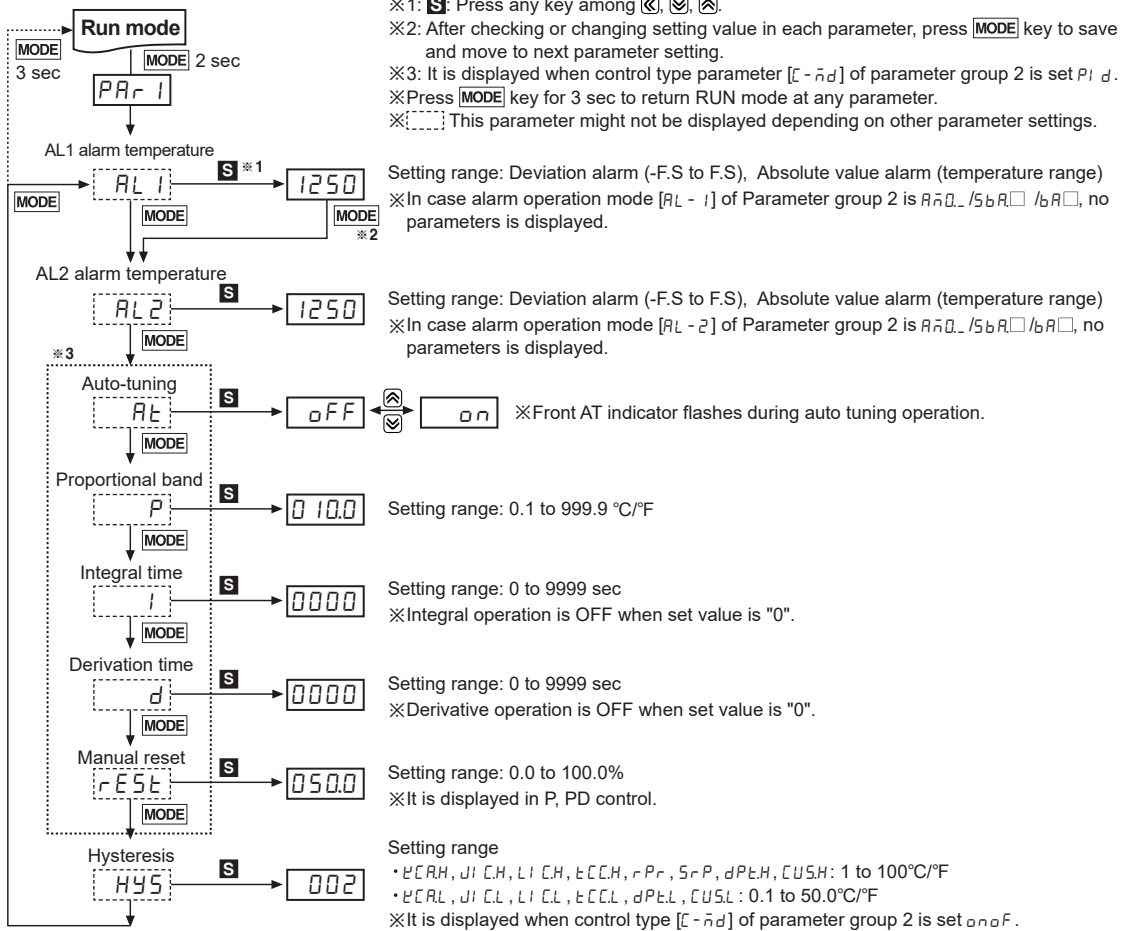 ※1: S: Press any key among «, ︾, ︽.
Run mode
※2: After checking or changing setting value in each parameter, press MODE key to save
and move to next parameter setting.
MODE
3 sec
MODE 2 sec
※3: It is displayed when control type parameter [C-nd] of parameter group 2 is set PI d.
PAr 1
※Press MODE key for 3 sec to return RUN mode at any parameter.
※[ ] This parameter might not be displayed depending on other parameter settings.
AL1 alarm temperature
S ※1
AL 1
1250
Setting range: Deviation alarm (-F.S to F.S), Absolute value alarm (temperature range)
MODE
MODE
MODE
※2
※In case alarm operation mode [AL-1] of Parameter group 2 is AM0._ /SbA.□ /bA□, no
parameters is displayed.
AL2 alarm temperature
S
AL2
1250
Setting range: Deviation alarm (-F.S to F.S), Absolute value alarm (temperature range)
MODE
※In case alarm operation mode [AL-2] of Parameter group 2 is AM0._ /SbA.□ /bA□, no
parameters is displayed.
※3
Auto-tuning
S
At
oFF
on
※Front AT indicator flashes during auto tuning operation.
MODE
Proportional band
S
P
010.0
Setting range: 0.1 to 999.9 °C/°F
MODE
Integral time
S
I
0000
Setting range: 0 to 9999 sec
※Integral operation is OFF when set value is "0".
MODE
Derivation time
S
d
0000
Setting range: 0 to 9999 sec
※Derivative operation is OFF when set value is "0".
MODE
Manual reset
S
rESt
050.0
Setting range: 0.0 to 100.0%
※It is displayed in P, PD control.
MODE
Hysteresis
S
HYS
002
Setting range
・KCA.H, JI C.H, LI C.H, tCC.H, rPr, SrP, dPt.H, CUS.H: 1 to 100°C/°F
・KCA.L, JI C.L, LI C.L, tCC.L, dPt.L, CUS.L: 0.1 to 50.0°C/°F
※It is displayed when control type [C-nd] of parameter group 2 is set onoF.